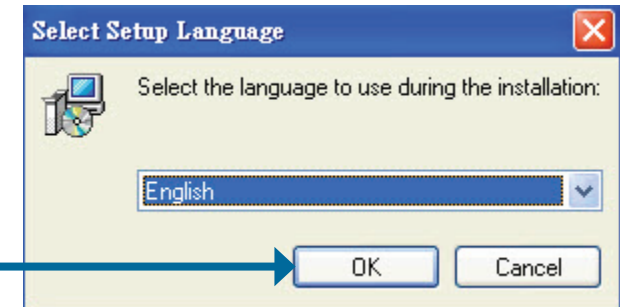 Select Setup Language
Select the language to use during the installation:
English
OK Cancel